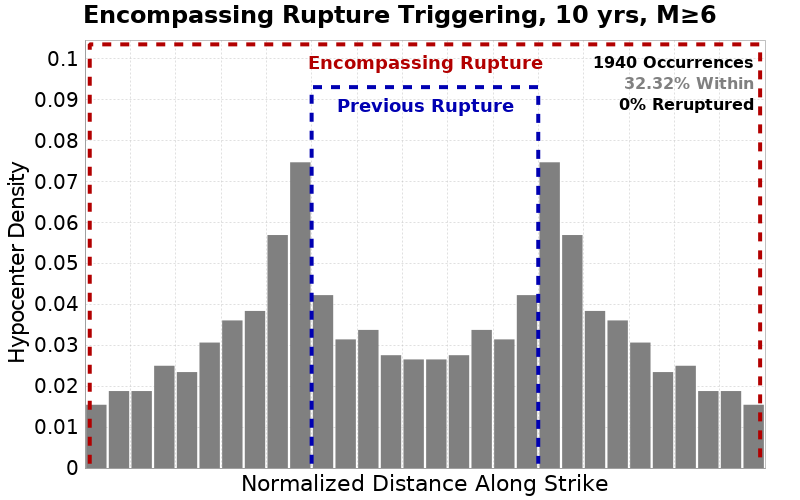 Encompassing Rupture Triggering, 10 yrs, M≥6
Encompassing Rupture
Previous Rupture
1940 Occurrences
32.32% Within
0% Reruptured
Hypocenter Density
0.1
0.09
0.08
0.07
0.06
0.05
0.04
0.03
0.02
0.01
0
Normalized Distance Along Strike